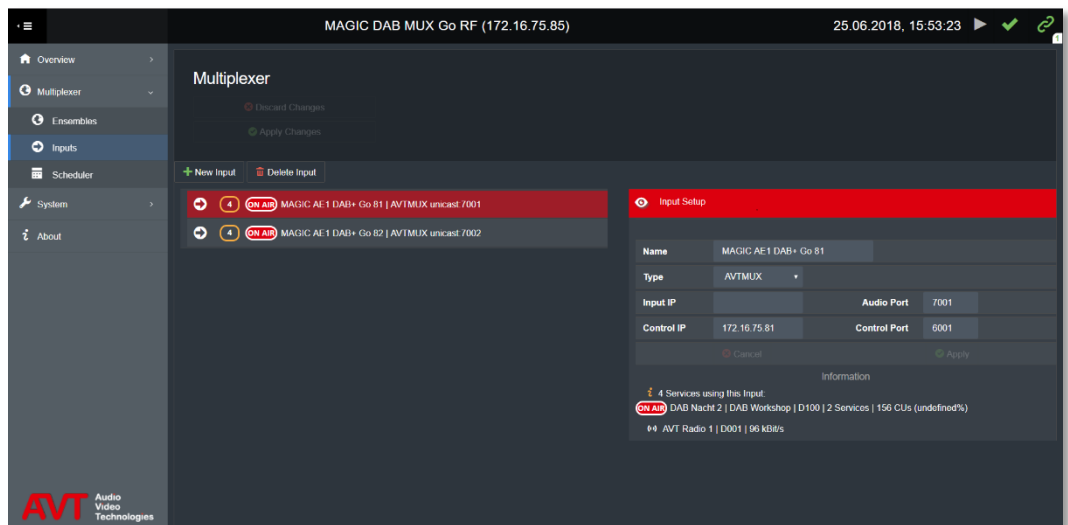 MAGIC DAB MUX Go RF (172.16.75.85)
25.06.2018, 15:53:23
1
Overview
Multiplexer
Ensembles
Inputs
Scheduler
System
About
Multiplexer
Discard Changes
Apply Changes
New Input
Delete Input
4 ON AIR MAGIC AE1 DAB+ Go 81 | AVTMUX unicast:7001
4 ON AIR MAGIC AE1 DAB+ Go 82 | AVTMUX unicast:7002
Input Setup
Name MAGIC AE1 DAB+ Go 81
Type AVTMUX
Input IP Audio Port 7001
Control IP 172.16.75.81 Control Port 6001
Cancel Apply
Information
4 Services using this Input:
ON AIR DAB Nacht 2 | DAB Workshop | D100 | 2 Services | 156 CUs (undefined%)
AVT Radio 1 | D001 | 96 kBit/s
AVT Audio
Video
Technologies